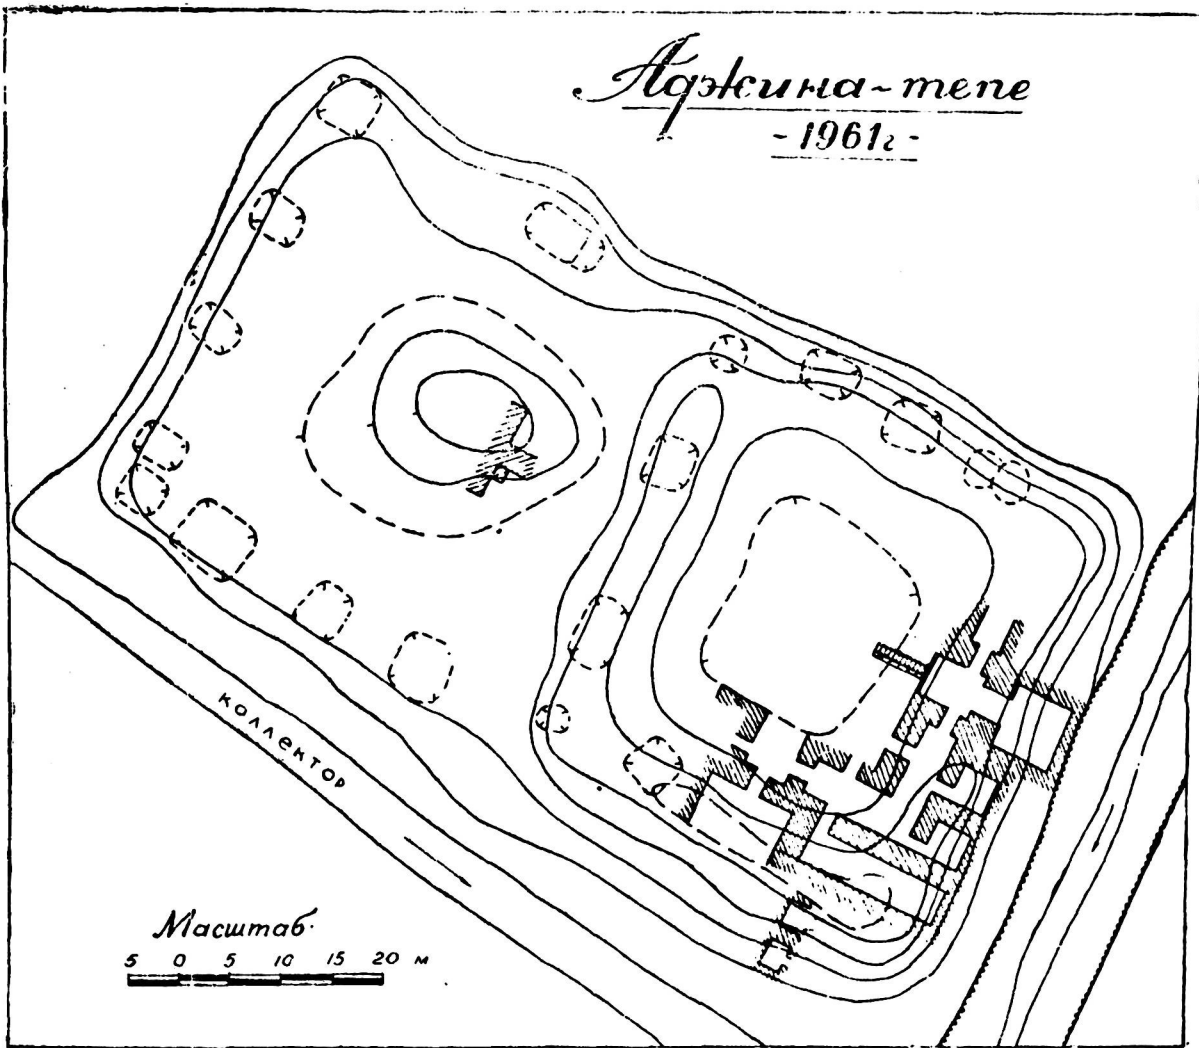 Аджина-тепе
- 1961г -
коллектор
Масштаб.
5 0 5 10 15 20 м